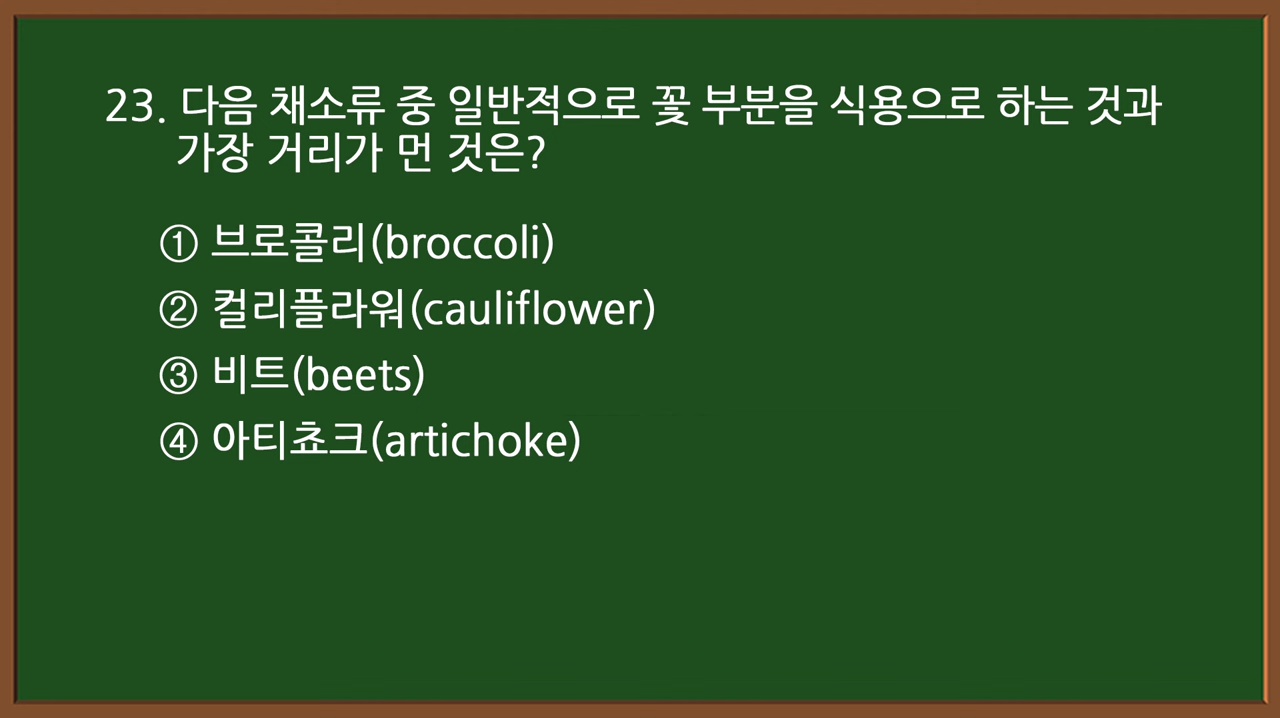 23. 다음 채소류 중 일반적으로 꽃 부분을 식용으로 하는 것과
가장 거리가 먼 것은?
① 브로콜리(broccoli)
② 컬리플라워(cauliflower)
③ 비트(beets)
④ 아티쵸크(artichoke)